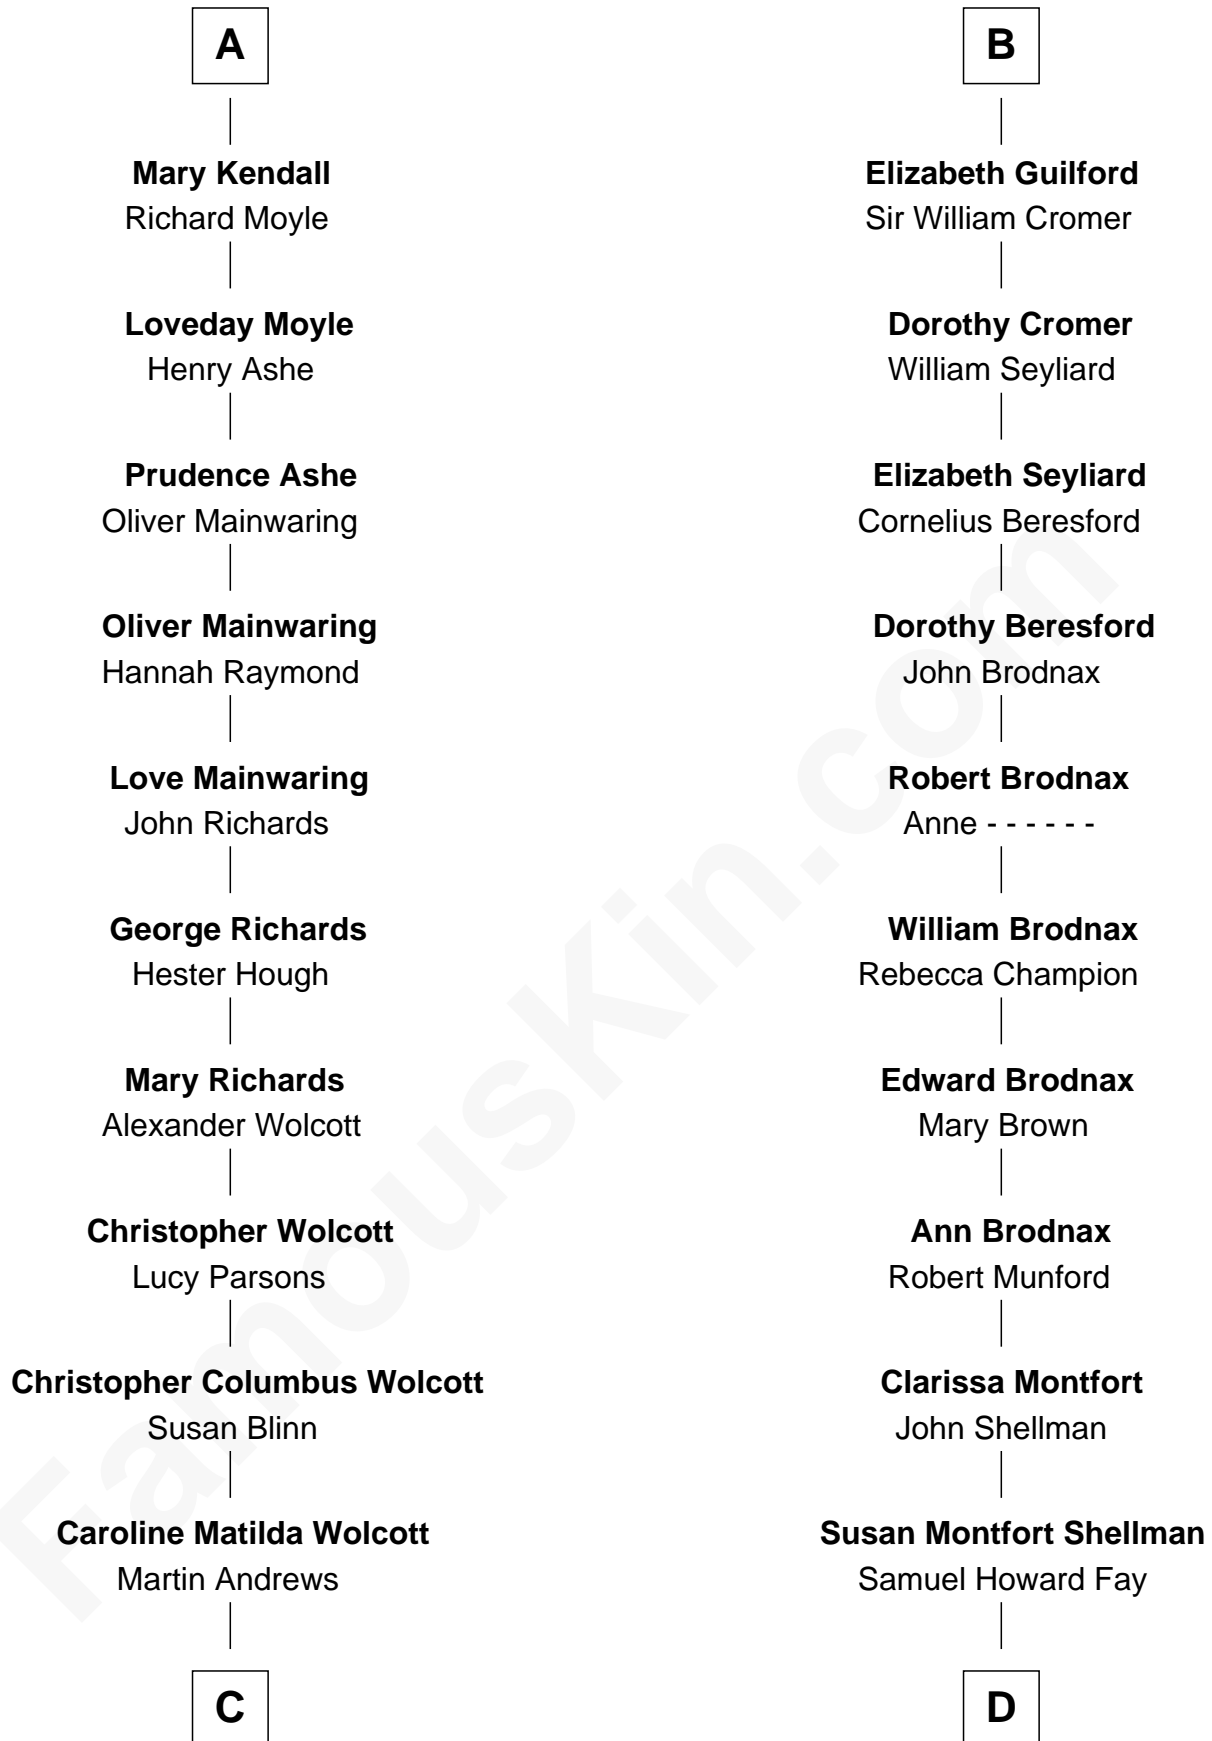 A
Mary Kendall
Richard Moyle
Loveday Moyle
Henry Ashe
Prudence Ashe
Oliver Mainwaring
Oliver Mainwaring
Hannah Raymond
Love Mainwaring
John Richards
George Richards
Hester Hough
Mary Richards
Alexander Wolcott
Christopher Wolcott
Lucy Parsons
Christopher Columbus Wolcott
Susan Blinn
Caroline Matilda Wolcott
Martin Andrews
C
B
Elizabeth Guilford
Sir William Cromer
Dorothy Cromer
William Seyliard
Elizabeth Seyliard
Cornelius Beresford
Dorothy Beresford
John Brodnax
Robert Brodnax
Anne - - - - - -
William Brodnax
Rebecca Champion
Edward Brodnax
Mary Brown
Ann Brodnax
Robert Munford
Clarissa Montfort
John Shellman
Susan Montfort Shellman
Samuel Howard Fay
D
FamousKin.com